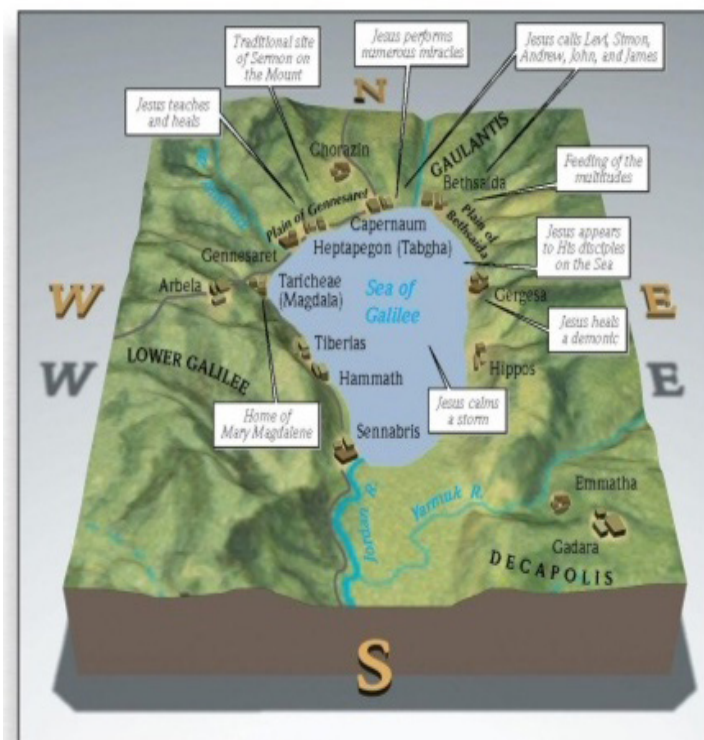 Traditional site
of Sermon on
the Mount
Jesus performs
numerous miracles
Jesus calls Levi, Simon,
Andrew, John, and James
Jesus teaches
and heals
N
Chorazin
GAULANTIS
Bethsaida
Feeding of the
multitudes
Plain of Gennesaret
Plain of
Bethsaida
Capernaum
Heptapegon (Tabgha)
Jesus appears
to His disciples
on the Sea
Gennesaret
Arbela
Taricheae
(Magdala)
Sea of
Galilee
Gergesa
W
E
W
E
Jesus heals
a demonic
Tiberias
LOWER GALILEE
Hammath
Hippos
Home of
Mary Magdalene
Jesus calms
a storm
Sennabris
Jordan R.
Yarmuk R.
Emmatha
Gadara
DECAPOLIS
S